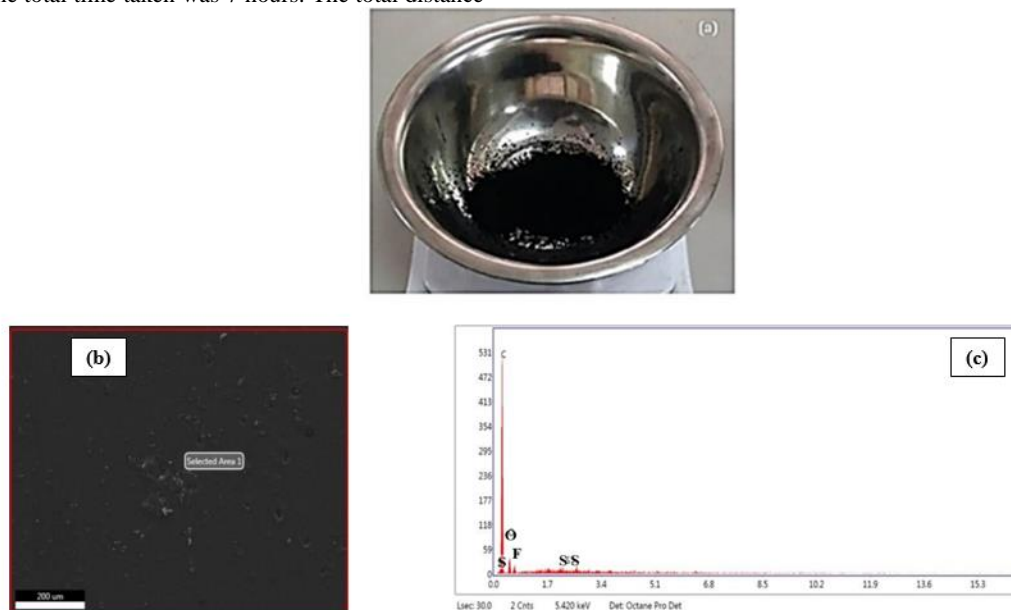 he total time taken was 7 hours. The total distance
(a)
(b)
Selected Area 1
200 um
(c)
531
472
413
354
295
236
177
118
59
0
C
S
O
F
S S S
0.0 1.7 3.4 5.1 6.8 8.5 10.2 11.9 13.6 15.3
Lsec: 30.0 2 Cnts 5.420 keV Det: Octane Pro Det